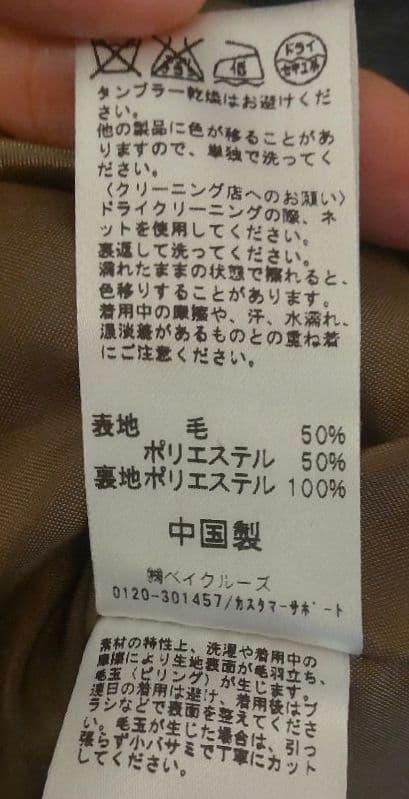 ドライ
セキユ系
タンブラー乾燥はお避けくだ
さい。
他の製品に色が移ることがあ
りますので、単独で洗ってく
ださい。
〈クリーニング店へのお願い〉
ドライクリーニングの際、ネ
ットを使用してください。
裏返して洗ってください。
濡れたままの状態で擦れると、
色移りすることがあります。
着用中の摩擦や、汗、水濡れ、
濃淡差があるものとの重ね着
にご注意ください。
表地 毛 50%
ポリエステル 50%
裏地ポリエステル 100%
中国製
㈱ベイクルーズ
0120-301457/カスタマーサポート
素材の特性上、洗濯や着用中の
摩擦により生地表面が毛羽立ち、
毛玉(ピリング)が生じます。
連日の着用は避け、着用後はブ
ラシなどで表面を整えてくださ
い。毛玉が生じた場合は、引っ
張らず小バサミで丁寧にカット
してください。